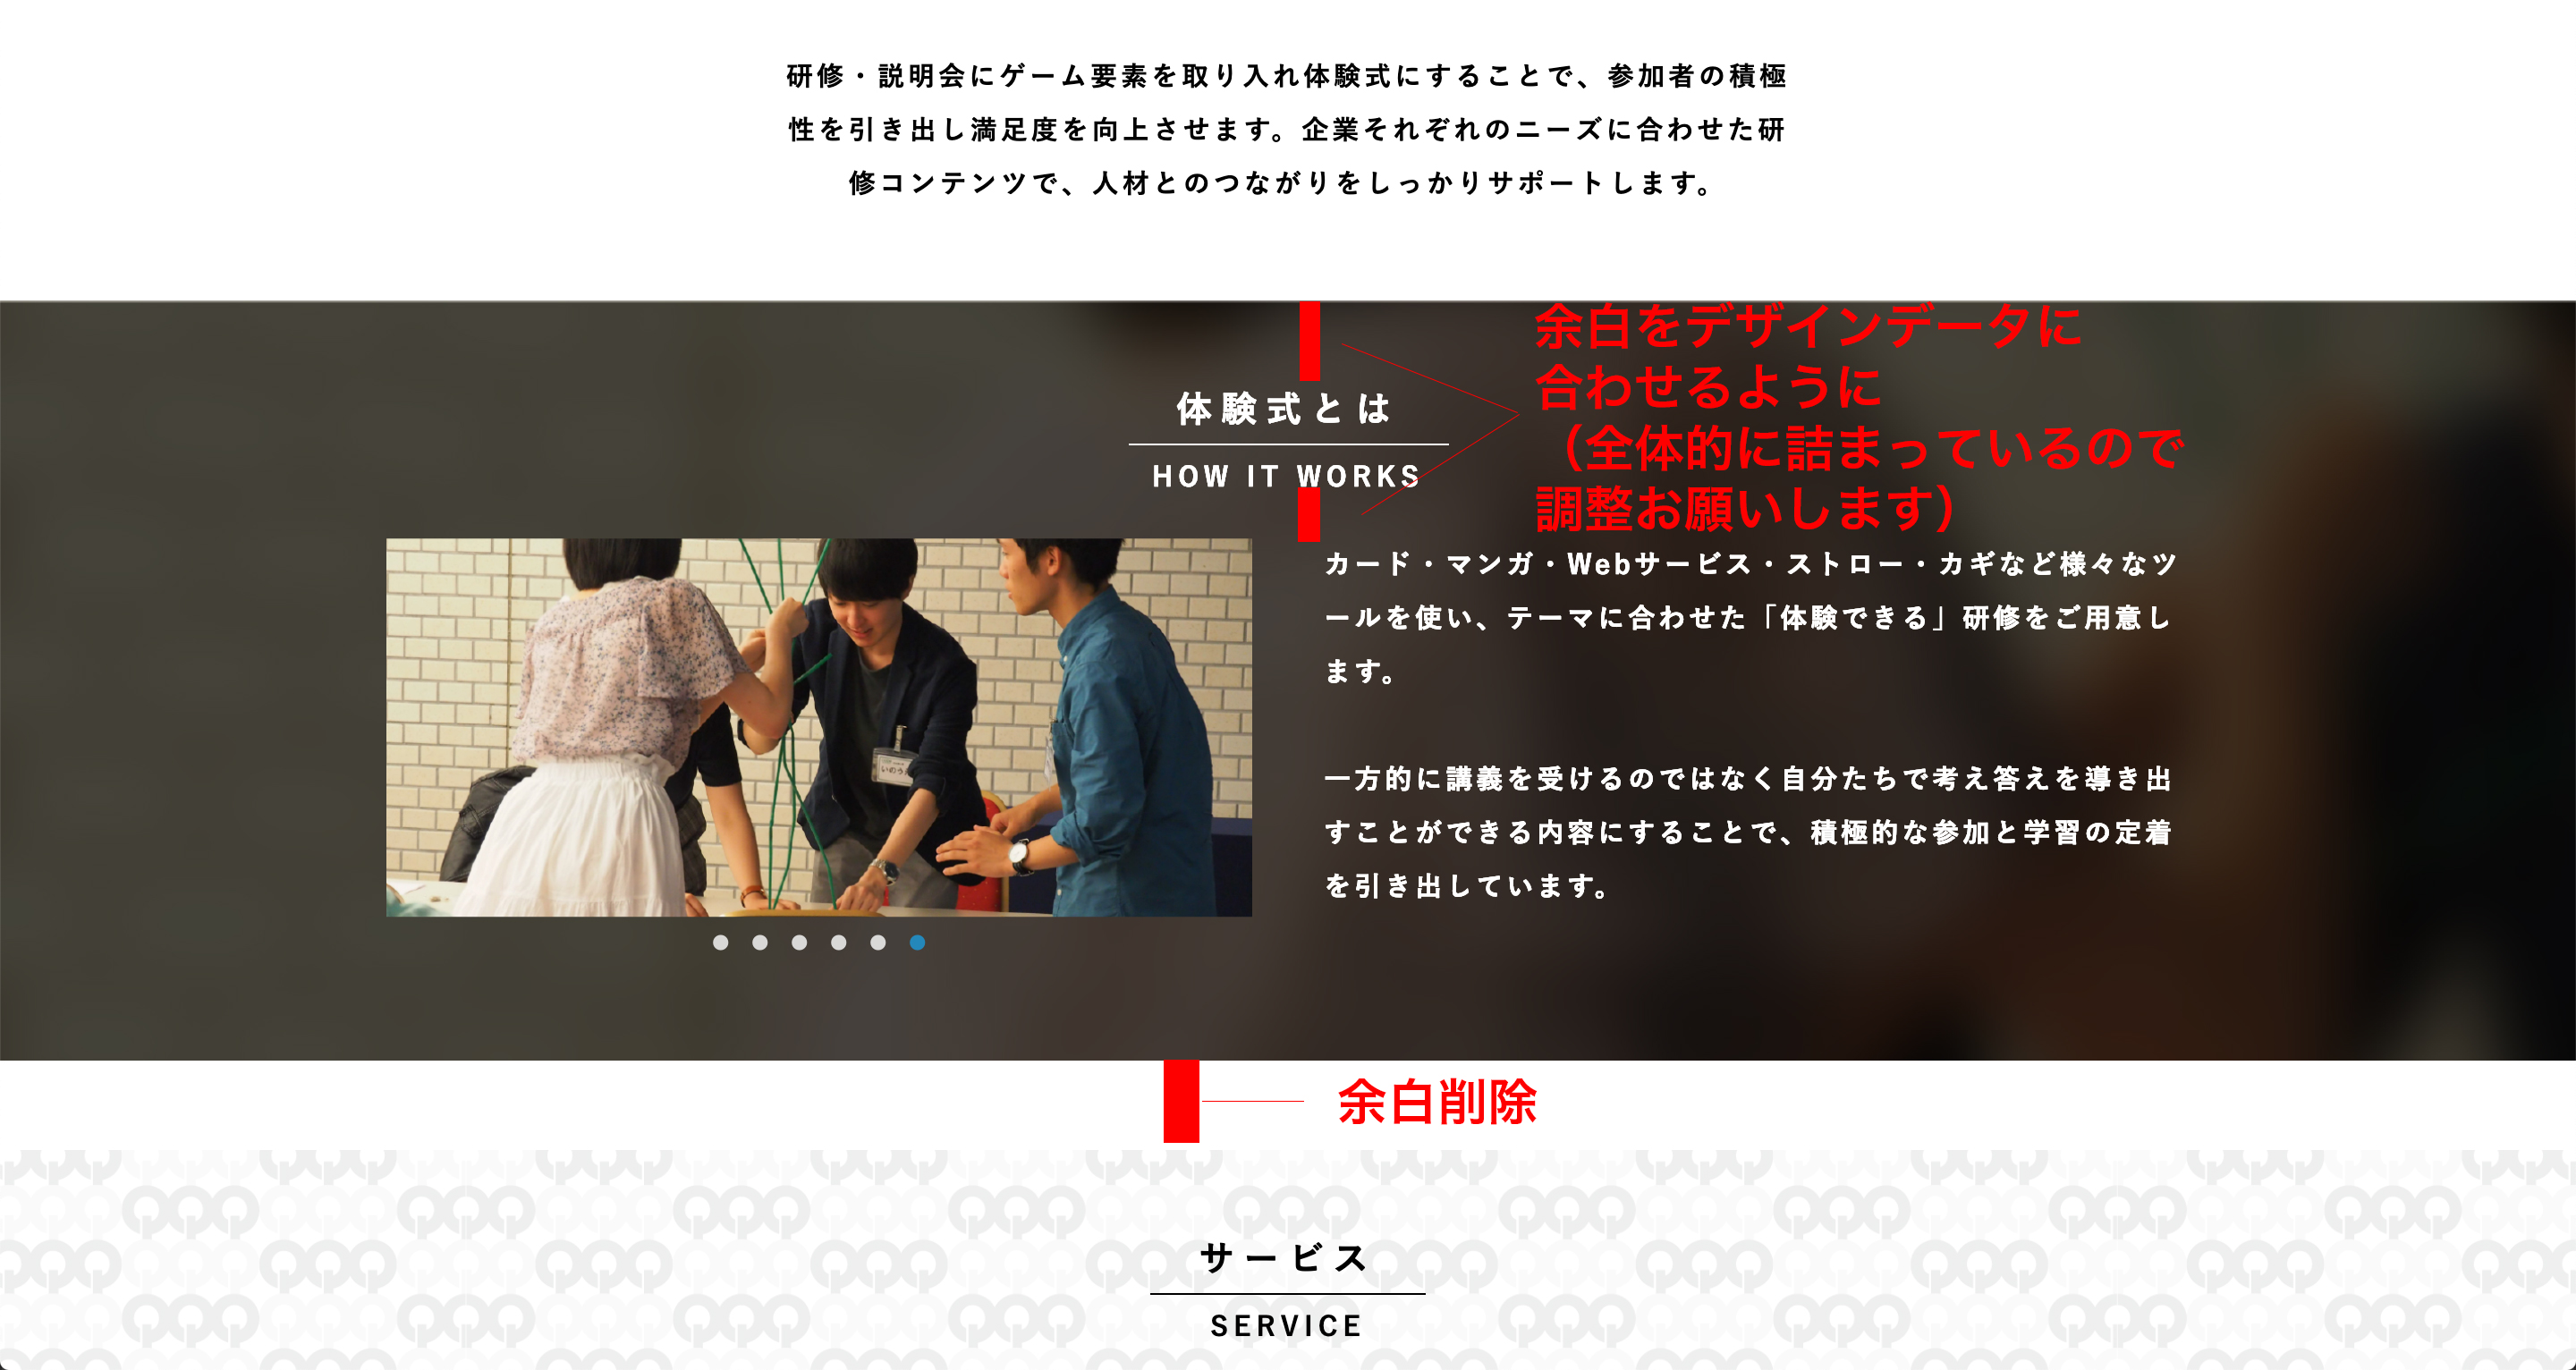 研修・説明会にゲーム要素を取り入れ体験式にすることで、参加者の積極
性を引き出し満足度を向上させます。企業それぞれのニーズに合わせた研
修コンテンツで、人材とのつながりをしっかりサポートします。
余白をデザインデータに
合わせるように
（全体的に詰まっているので
調整お願いします）
体験式とは
HOW IT WORKS
カード・マンガ・Webサービス・ストロー・カギなど様々なツ
ールを使い、テーマに合わせた「体験できる」研修をご用意し
ます。
一方的に講義を受けるのではなく自分たちで考え答えを導き出
すことができる内容にすることで、積極的な参加と学習の定着
を引き出しています。
余白削除
サービス
SERVICE